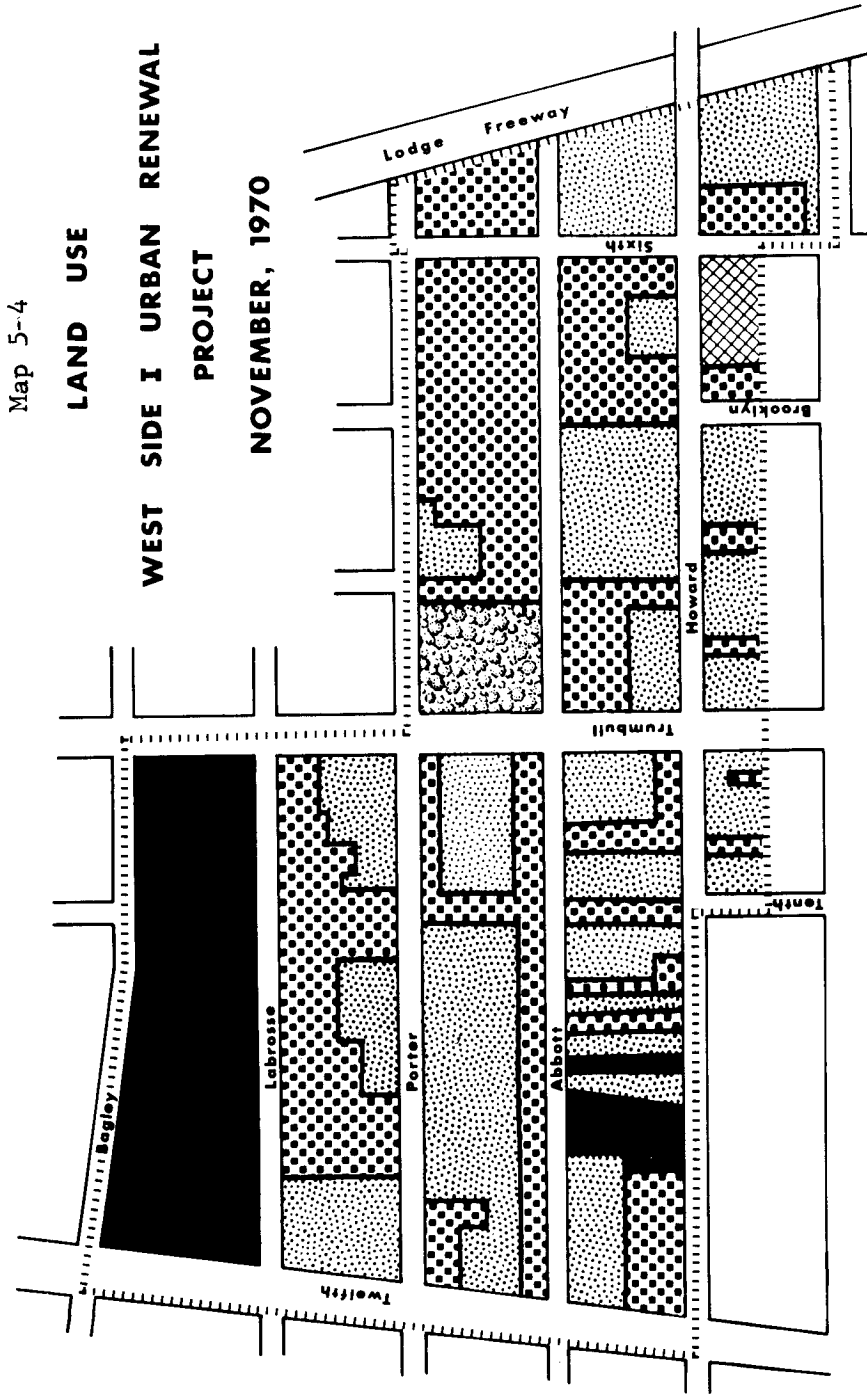 Map 5-4
LAND USE
WEST SIDE I URBAN RENEWAL
PROJECT
NOVEMBER, 1970
Lodge Freeway
Bagley
Labrosse
Porter
Abbott
Howard
Twelfth
Tenth
Trumbull
Brooklyn
Sixth